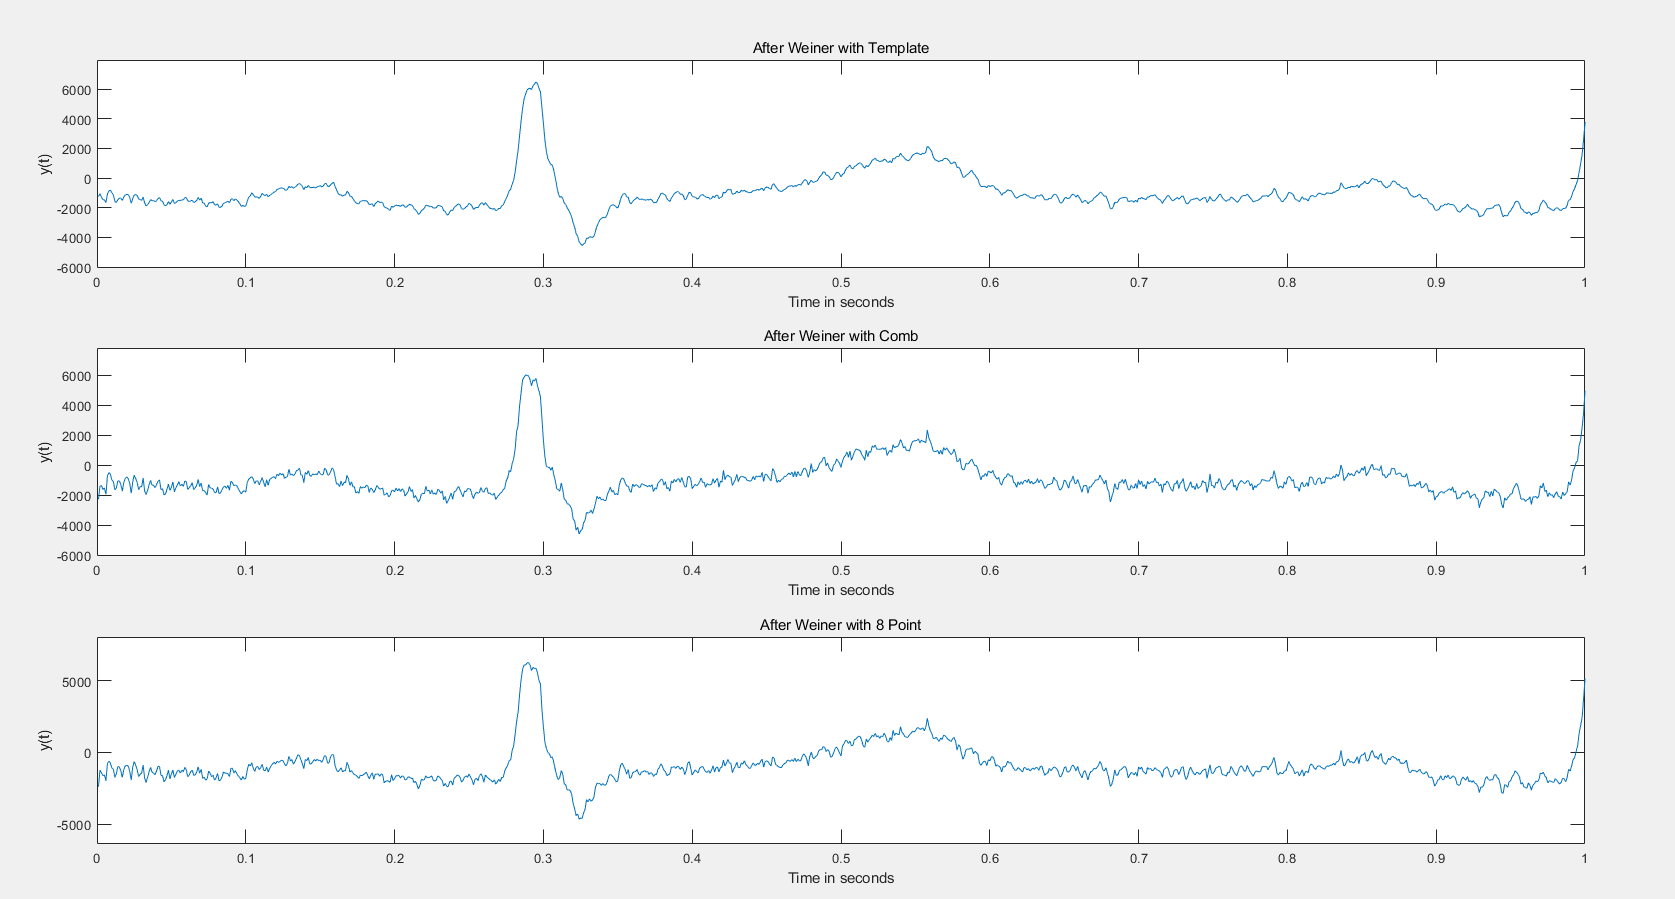 After Weiner with Template
6000
4000
2000
0
-2000
-4000
-6000
y(t)
0 0.1 0.2 0.3 0.4 0.5 0.6 0.7 0.8 0.9 1
Time in seconds
After Weiner with Comb
6000
4000
2000
0
-2000
-4000
-6000
y(t)
0 0.1 0.2 0.3 0.4 0.5 0.6 0.7 0.8 0.9 1
Time in seconds
After Weiner with 8 Point
5000
0
-5000
y(t)
0 0.1 0.2 0.3 0.4 0.5 0.6 0.7 0.8 0.9 1
Time in seconds